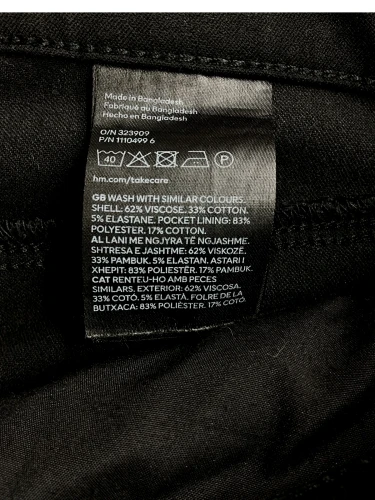 Made in Bangladesh
Fabriqué au Bangladesh
Hecho en Bangladesh
O/N 323909
P/N 1110499 6
40 P
hm.com/takecare
GB WASH WITH SIMILAR COLOURS.
SHELL: 62% VISCOSE. 33% COTTON.
5% ELASTANE. POCKET LINING: 83%
POLYESTER. 17% COTTON.
AL LANI ME NGJYRA TË NGJASHME.
SHTRESA E JASHTME: 62% VISKOZË.
33% PAMBUK. 5% ELASTAN. ASTARI I
XHEPIT: 83% POLIESTËR. 17% PAMBUK.
CAT RENTEU-HO AMB PECES
SIMILARS. EXTERIOR: 62% VISCOSA.
33% COTÓ. 5% ELASTÀ. FOLRE DE LA
BUTXACA: 83% POLIÈSTER. 17% COTÓ.